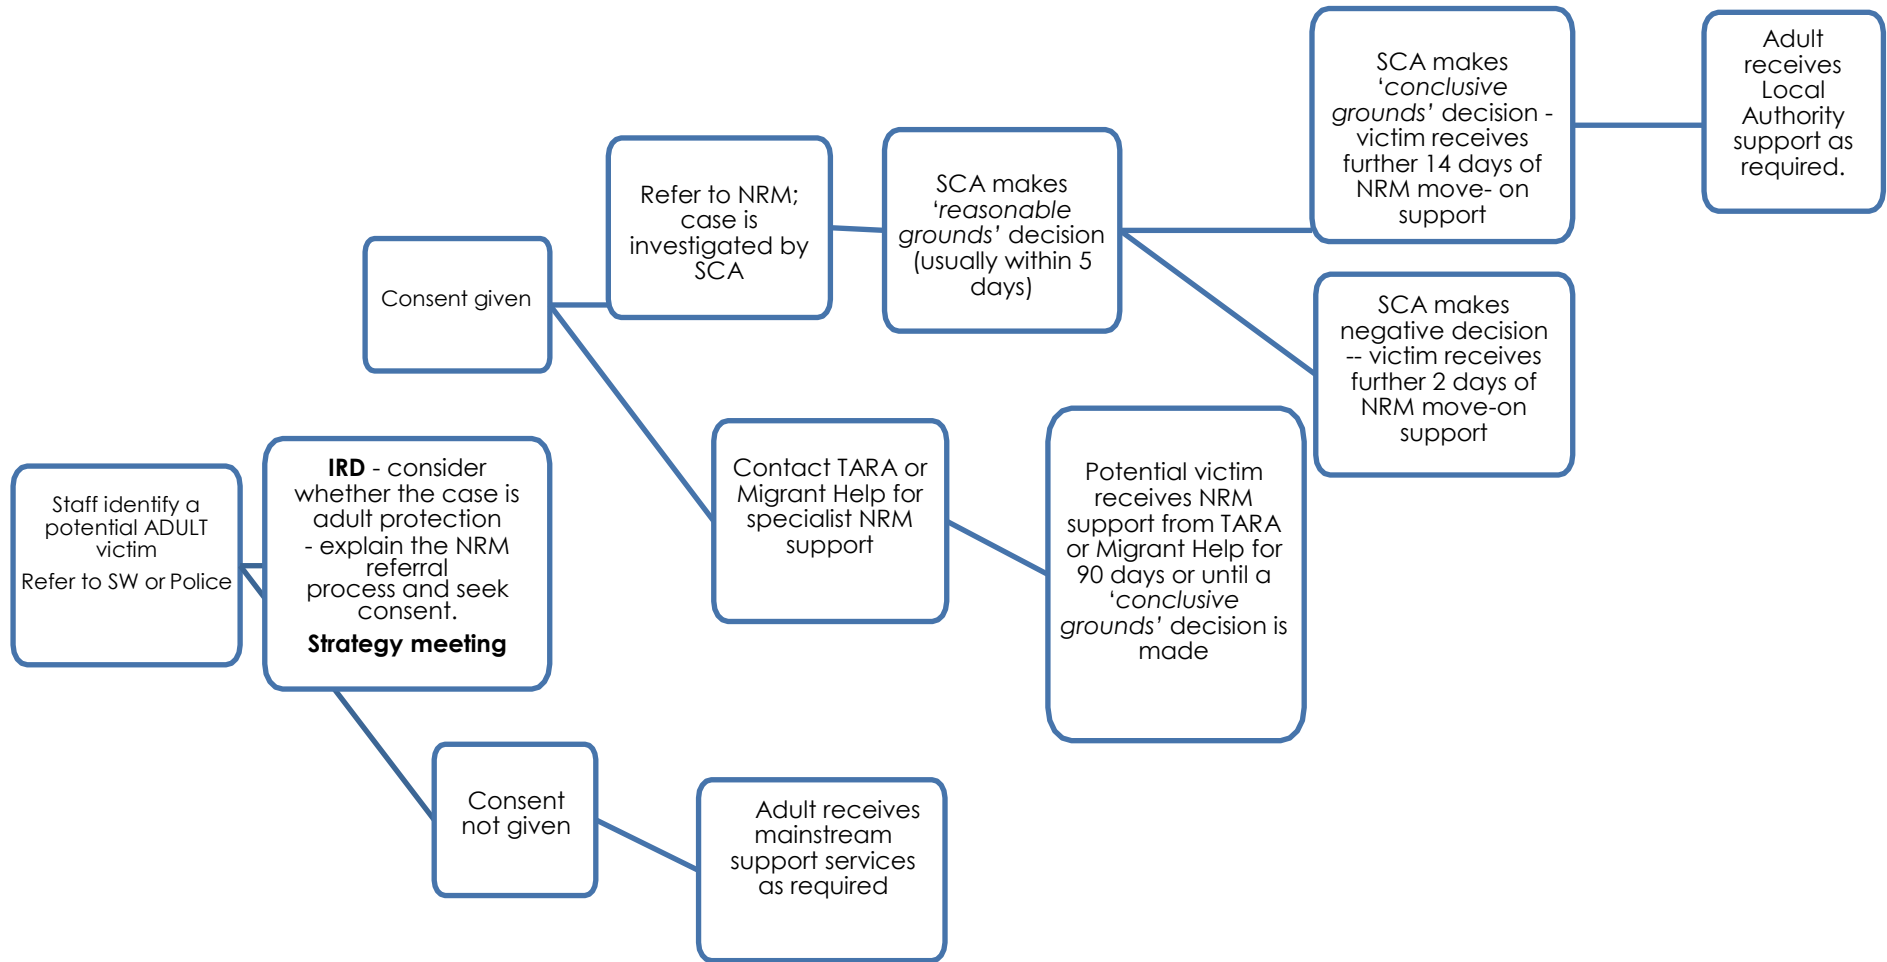 Staff identify a
potential ADULT
victim
Refer to SW or Police
IRD - consider
whether the case is
adult protection
- explain the NRM
referral
process and seek
consent.
Strategy meeting
Consent given
Refer to NRM;
case is
investigated by
SCA
SCA makes
‘reasonable
grounds’ decision
(usually within 5
days)
SCA makes
‘conclusive
grounds’ decision -
victim receives
further 14 days of
NRM move- on
support
Adult
receives
Local
Authority
support as
required.
SCA makes
negative decision
-- victim receives
further 2 days of
NRM move-on
support
Contact TARA or
Migrant Help for
specialist NRM
support
Potential victim
receives NRM
support from TARA
or Migrant Help for
90 days or until a
‘conclusive
grounds’ decision is
made
Consent
not given
Adult receives
mainstream
support services
as required